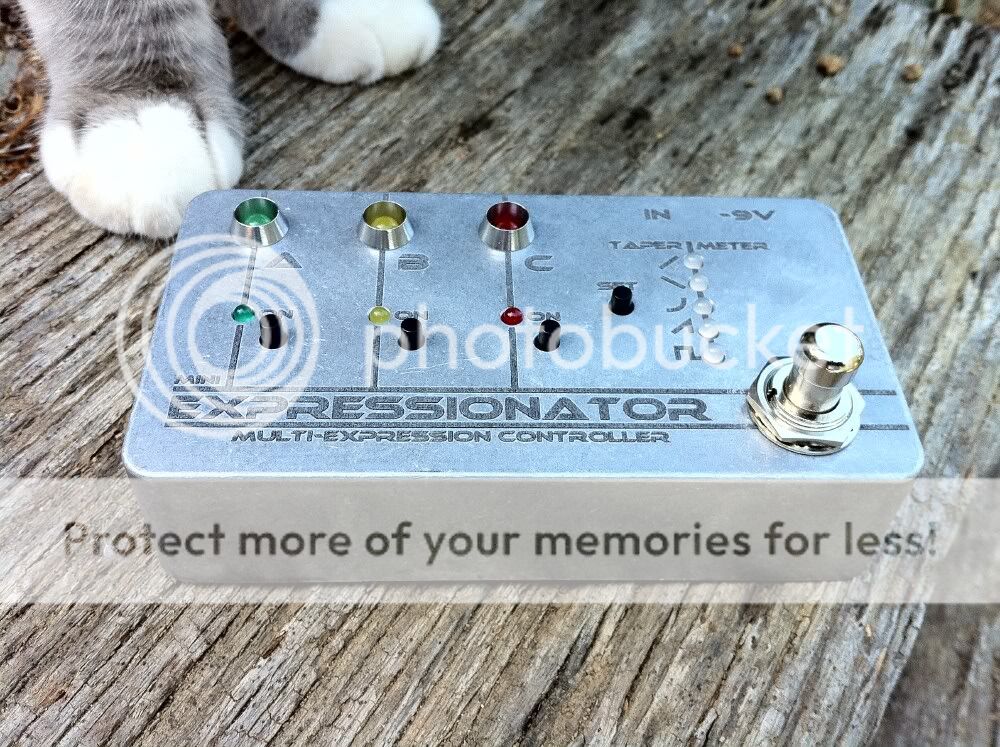 IN -9V
TAPER | METER
A B C
SET
ON ON ON
photobucket
MINI
EXPRESSIONATOR
MULTI-EXPRESSION CONTROLLER
Protect more of your memories for less!